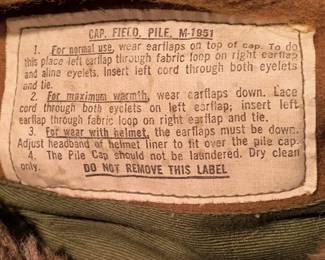 CAP, FIELD, PILE, M-1951
1. For normal use, wear earflaps on top of cap. To do
this place left earflap through fabric loop on right earflap
and aline eyelets. Insert left cord through both eyelets
and tie.
2. For maximum warmth, wear earflaps down. Lace
cord through both eyelets on left earflap; insert left
earflap through fabric loop on right earflap and tie.
3. For wear with helmet, the earflaps must be down.
Adjust headband of helmet liner to fit over the pile cap.
4. The Pile Cap should not be laundered. Dry clean
only.
DO NOT REMOVE THIS LABEL